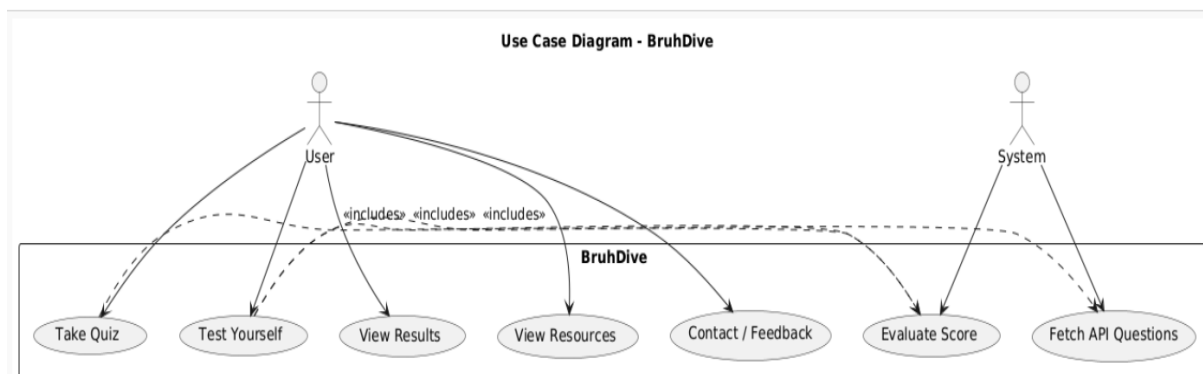 Use Case Diagram - BruhDive
User
System
«includes» «includes» «includes»
BruhDive
Take Quiz
Test Yourself
View Results
View Resources
Contact / Feedback
Evaluate Score
Fetch API Questions